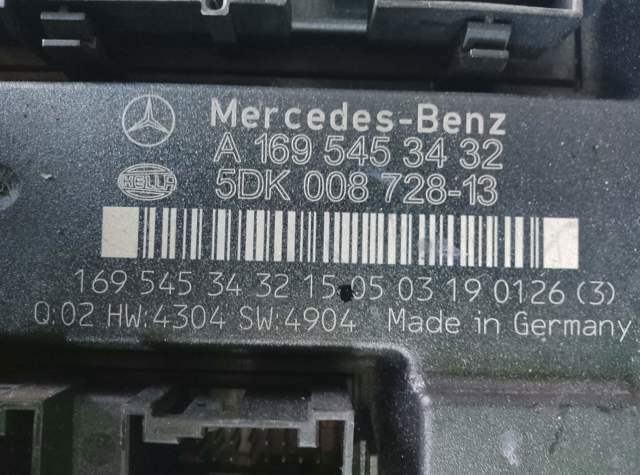 Mercedes-Benz
A 169 545 34 32
HELLA
5DK 008 728-13
169 545 34 32 15 05 03 19 0126 (3)
Q:02 HW:4304 SW:4904 Made in Germany